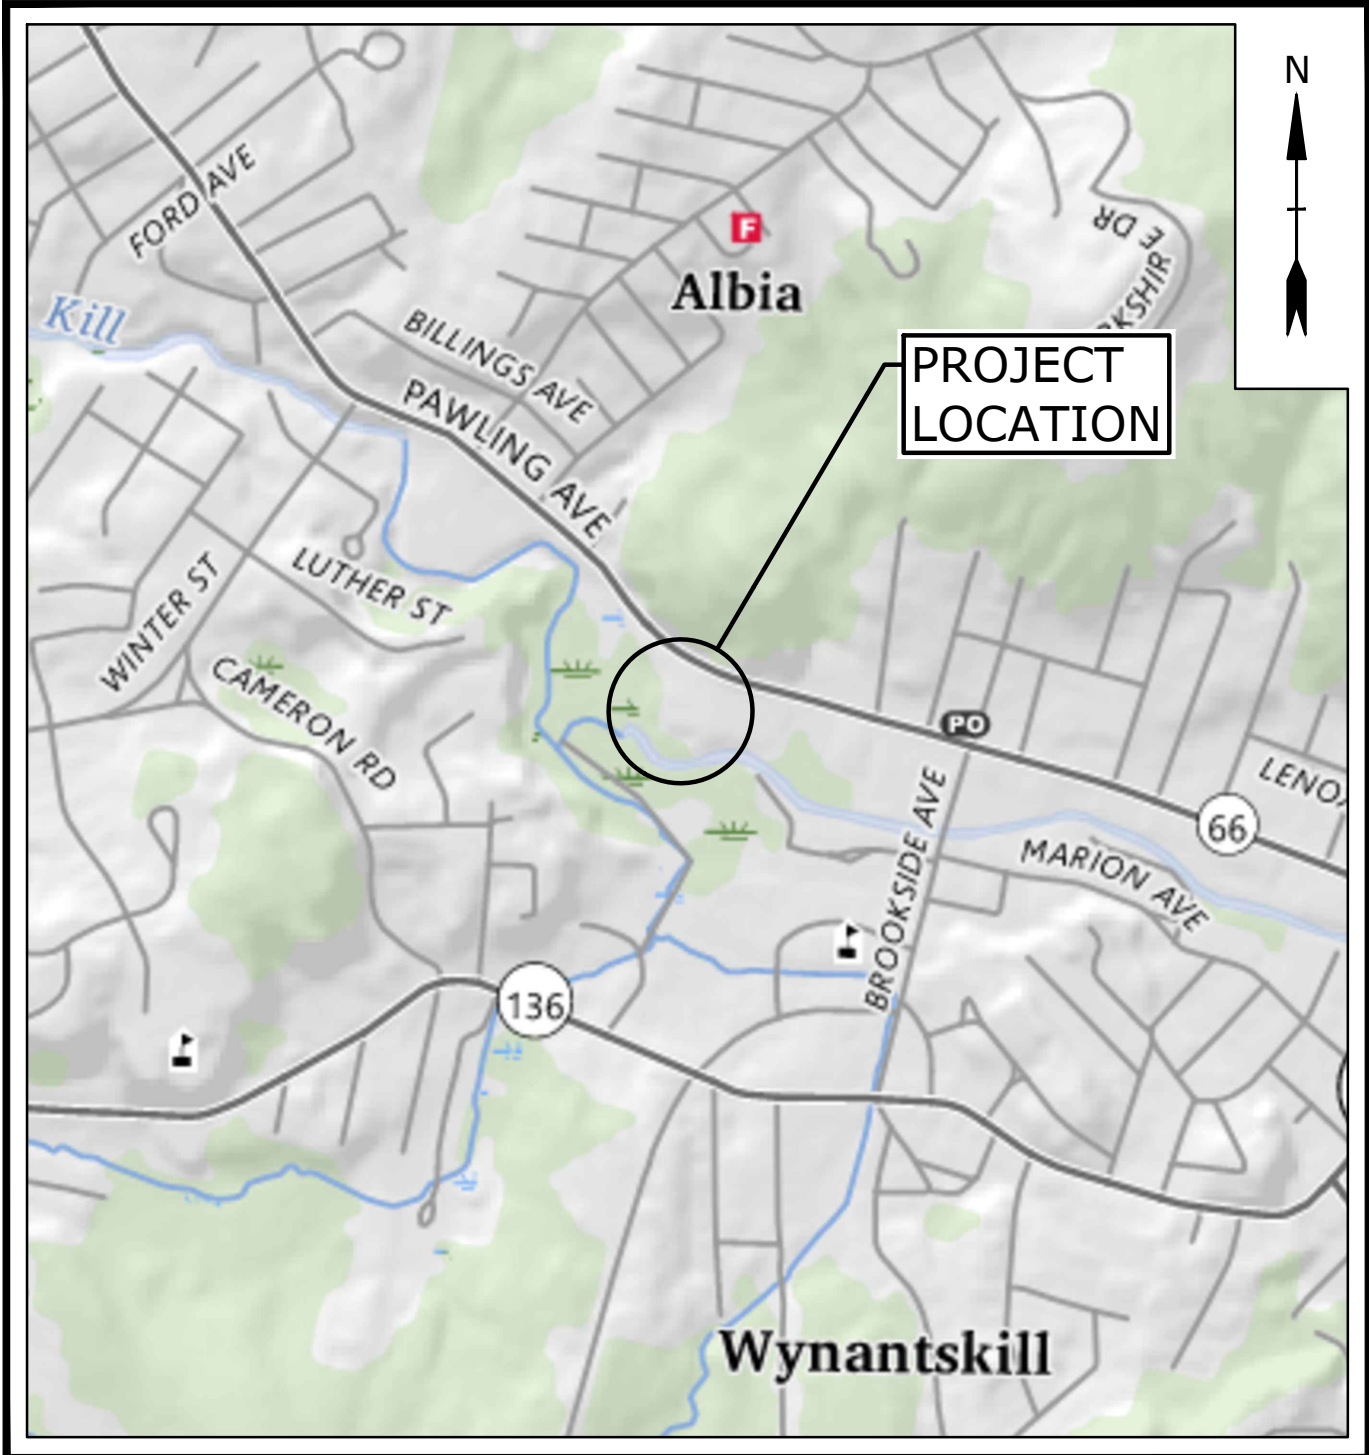 N
FORD AVE
F
Albia
E DR
RKSHIR
Kill
BILLINGS AVE
PROJECT
LOCATION
PAWLING AVE
LUTHER ST
WINTER ST
CAMERON RD
PO
LENO
66
BROOKSIDE AVE
MARION AVE
136
Wynantskill